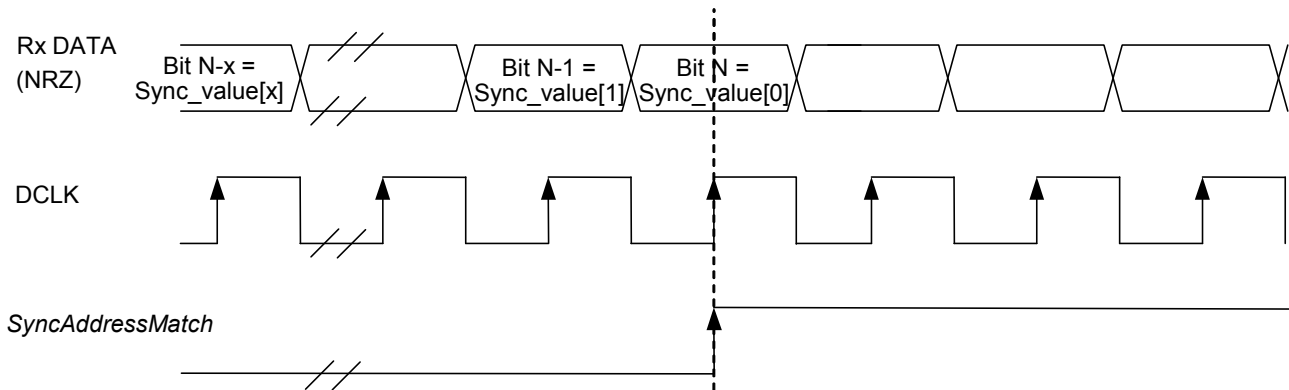 Rx DATA
(NRZ)
Bit N-x =
Sync_value[x]
Bit N-1 =
Sync_value[1]
Bit N =
Sync_value[0]
DCLK
SyncAddressMatch